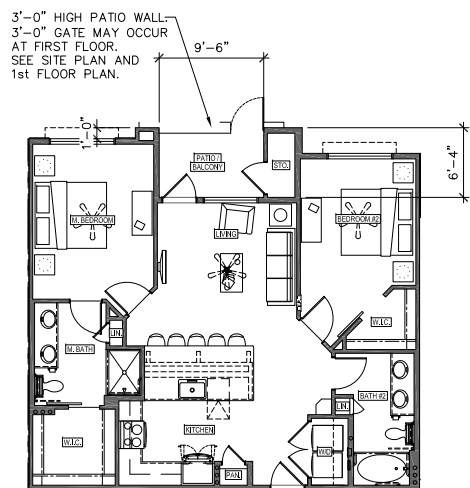 3'-0" HIGH PATIO WALL.
3'-0" GATE MAY OCCUR
AT FIRST FLOOR.
SEE SITE PLAN AND
1st FLOOR PLAN.
9'-6"
1'-0"
6'-4"
PATIO/
BALCONY
STO.
M. BEDROOM
LIVING
BEDROOM #2
W.I.C.
LIN.
M. BATH
BATH #2
LIN.
KITCHEN
W.I.C.
W/D
PAN.